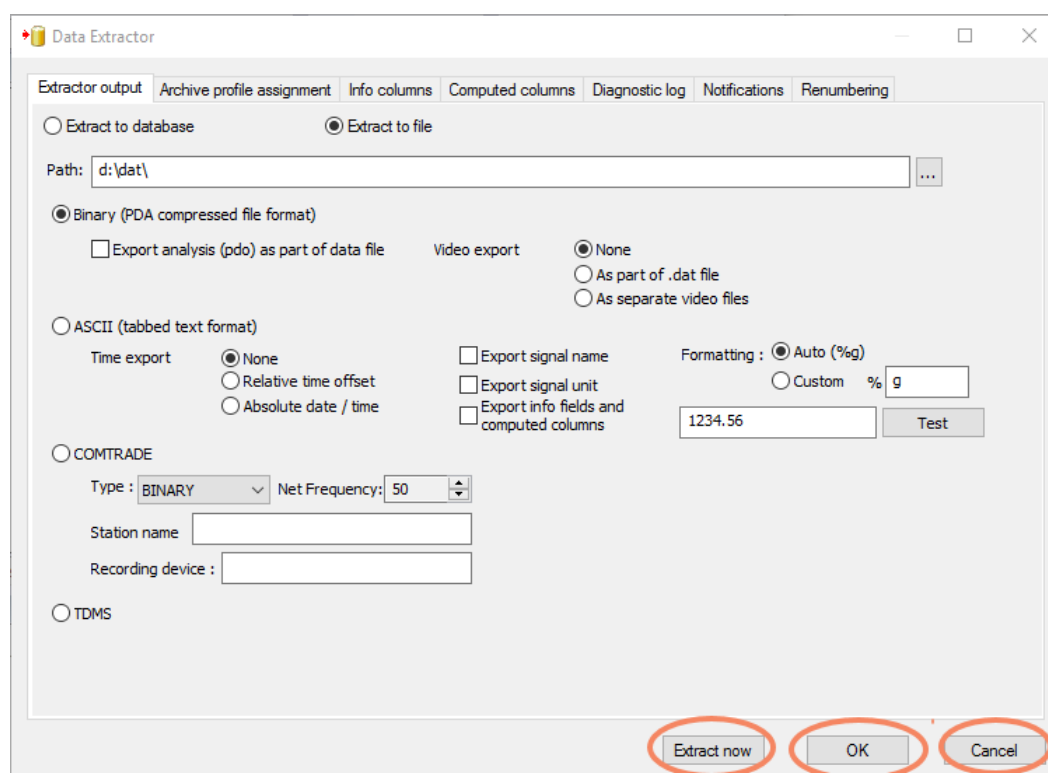 Data Extractor
Extractor output Archive profile assignment Info columns Computed columns Diagnostic log Notifications Renumbering
Extract to database Extract to file
Path: d:\dat\ ...
Binary (PDA compressed file format)
Export analysis (pdo) as part of data file Video export None
As part of .dat file
As separate video files
ASCII (tabbed text format)
Time export None Export signal name Formatting : Auto (%g)
Relative time offset Export signal unit Custom % g
Absolute date / time Export info fields and
computed columns 1234.56 Test
COMTRADE
Type : BINARY Net Frequency: 50
Station name
Recording device :
TDMS
Extract now OK Cancel